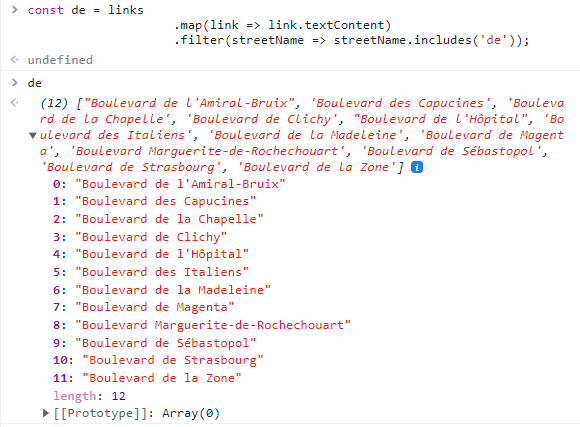 const de = links
.map(link => link.textContent)
.filter(streetName => streetName.includes('de'));
undefined
de
(12) ["Boulevard de l'Amiral-Bruix", 'Boulevard des Capucines', 'Bouleva
rd de la Chapelle', 'Boulevard de Clichy', "Boulevard de l'Hôpital", 'Bo
ulevard des Italiens', 'Boulevard de la Madeleine', 'Boulevard de Magent
a', 'Boulevard Marguerite-de-Rochechouart', 'Boulevard de Sébastopol',
'Boulevard de Strasbourg', 'Boulevard de la Zone'] i
0: "Boulevard de l'Amiral-Bruix"
1: "Boulevard des Capucines"
2: "Boulevard de la Chapelle"
3: "Boulevard de Clichy"
4: "Boulevard de l'Hôpital"
5: "Boulevard des Italiens"
6: "Boulevard de la Madeleine"
7: "Boulevard de Magenta"
8: "Boulevard Marguerite-de-Rochechouart"
9: "Boulevard de Sébastopol"
10: "Boulevard de Strasbourg"
11: "Boulevard de la Zone"
length: 12
[[Prototype]]: Array(0)